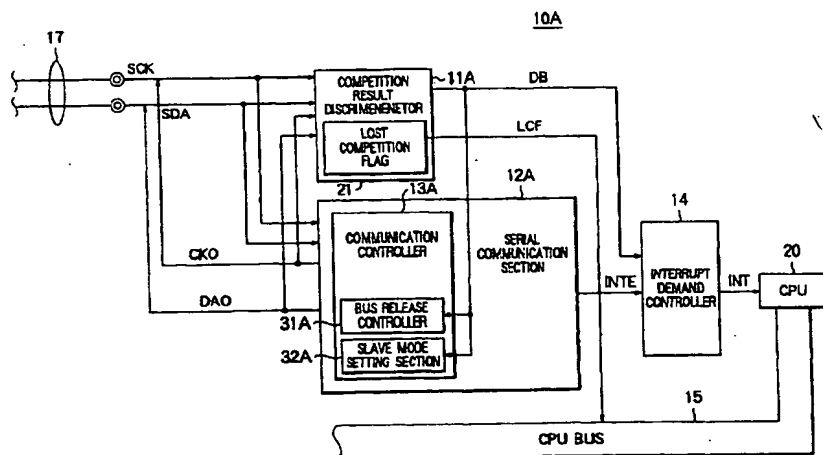 10A
17
SCK
SDA
COMPETITION
RESULT
DISCRIMENENETOR
11A
DB
LOST
COMPETITION
FLAG
LCF
21
13A
12A
14
COMMUNICATION
CONTROLLER
SERIAL
COMMUNICATION
SECTION
20
CKO
INTERRUPT
DEMAND
CONTROLLER
INTE
INT
CPU
DAO
BUS RELEASE
CONTROLLER
31A
SLAVE MODE
SETTING SECTION
32A
15
CPU BUS